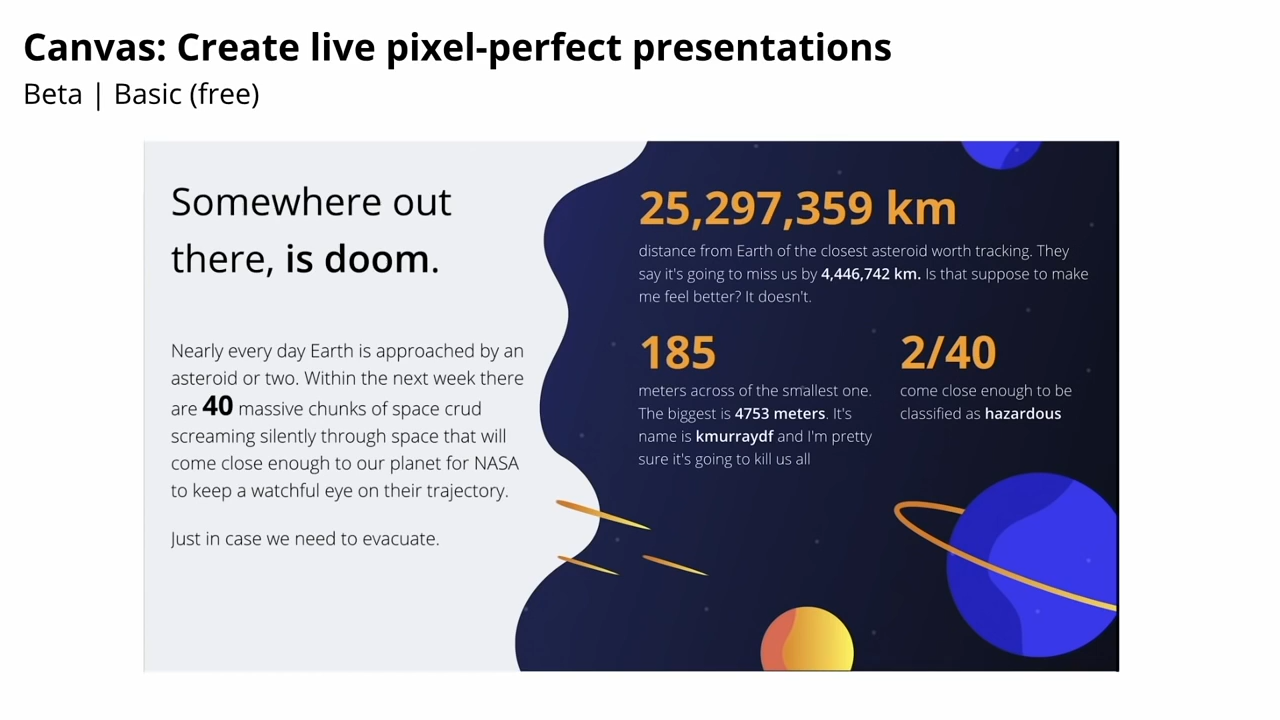 Canvas: Create live pixel-perfect presentations
Beta | Basic (free)
Somewhere out
there, is doom.
Nearly every day Earth is approached by an
asteroid or two. Within the next week there
are 40 massive chunks of space crud
screaming silently through space that will
come close enough to our planet for NASA
to keep a watchful eye on their trajectory.
Just in case we need to evacuate.
25,297,359 km
distance from Earth of the closest asteroid worth tracking. They
say it's going to miss us by 4,446,742 km. Is that suppose to make
me feel better? It doesn't.
185
meters across of the smallest one.
The biggest is 4753 meters. It's
name is kmurraydf and I'm pretty
sure it's going to kill us all
2/40
come close enough to be
classified as hazardous